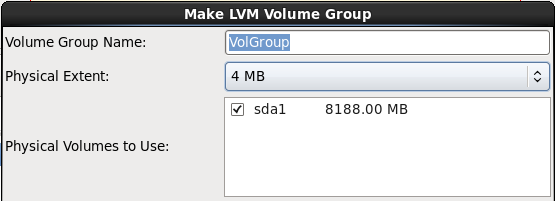 Make LVM Volume Group
Volume Group Name: VolGroup
Physical Extent: 4 MB
sda1 8188.00 MB
Physical Volumes to Use: